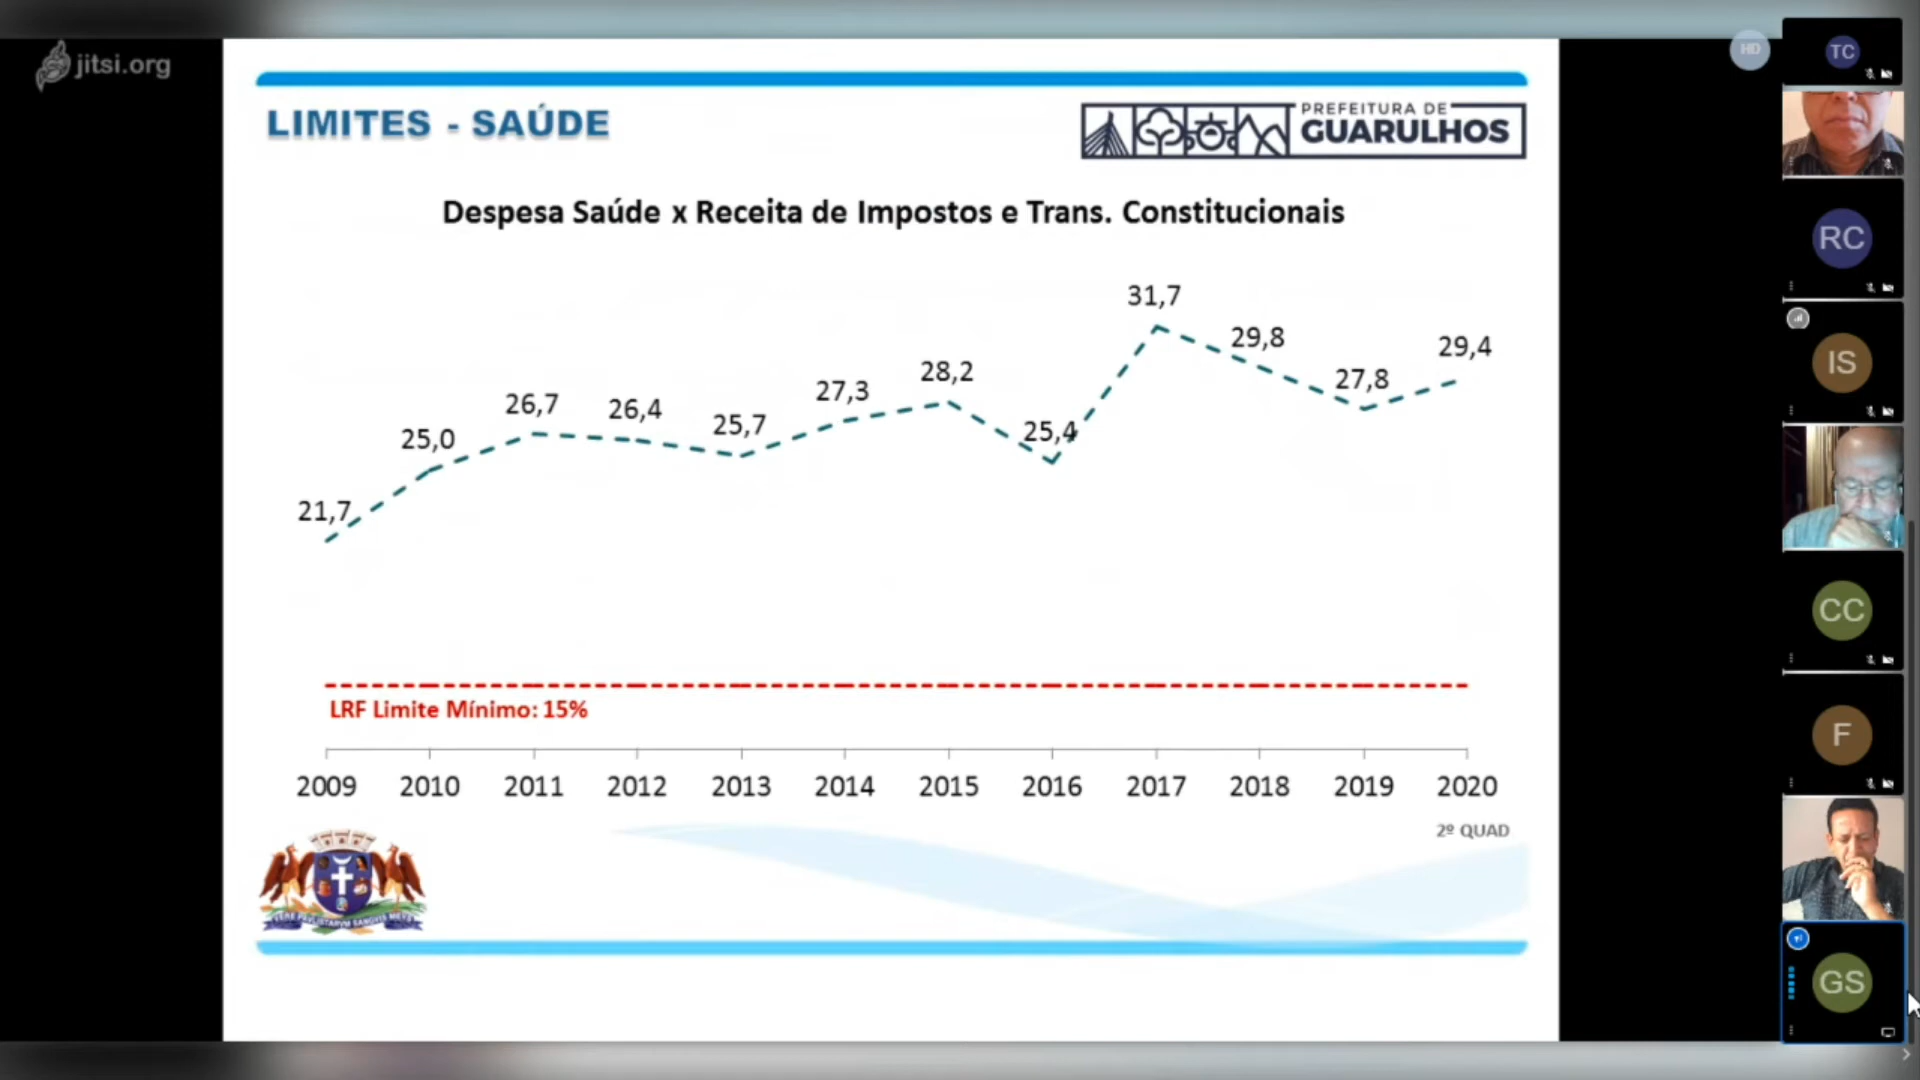 jitsi.org
HD
LIMITES - SAÚDE
PREFEITURA DE
GUARULHOS
Despesa Saúde x Receita de Impostos e Trans. Constitucionais
21,7
25,0
26,7
26,4
25,7
27,3
28,2
25,4
31,7
29,8
27,8
29,4
LRF Limite Mínimo: 15%
2009 2010 2011 2012 2013 2014 2015 2016 2017 2018 2019 2020
2º QUAD
TC
RC
IS
CC
F
GS